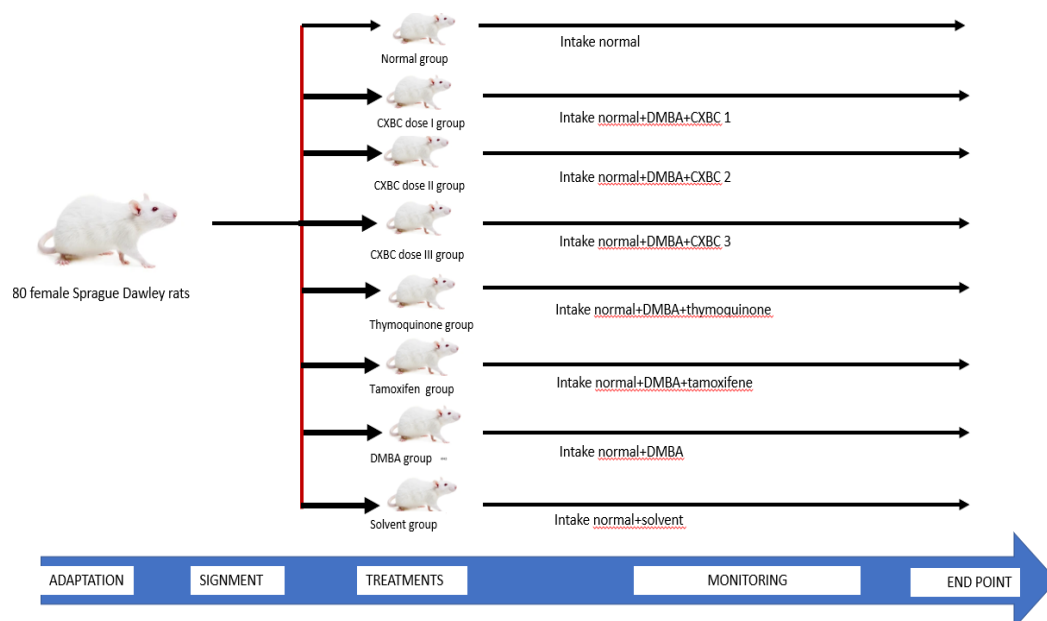 Intake normal
Normal group
CXBC dose I group
Intake normal+DMBA+CXBC 1
CXBC dose II group
Intake normal+DMBA+CXBC 2
CXBC dose III group
Intake normal+DMBA+CXBC 3
80 female Sprague Dawley rats
Thymoquinone group
Intake normal+DMBA+thymoquinone
Tamoxifen group
Intake normal+DMBA+tamoxifene
DMBA group
Intake normal+DMBA
Solvent group
Intake normal+solvent
ADAPTATION
SIGNMENT
TREATMENTS
MONITORING
END POINT